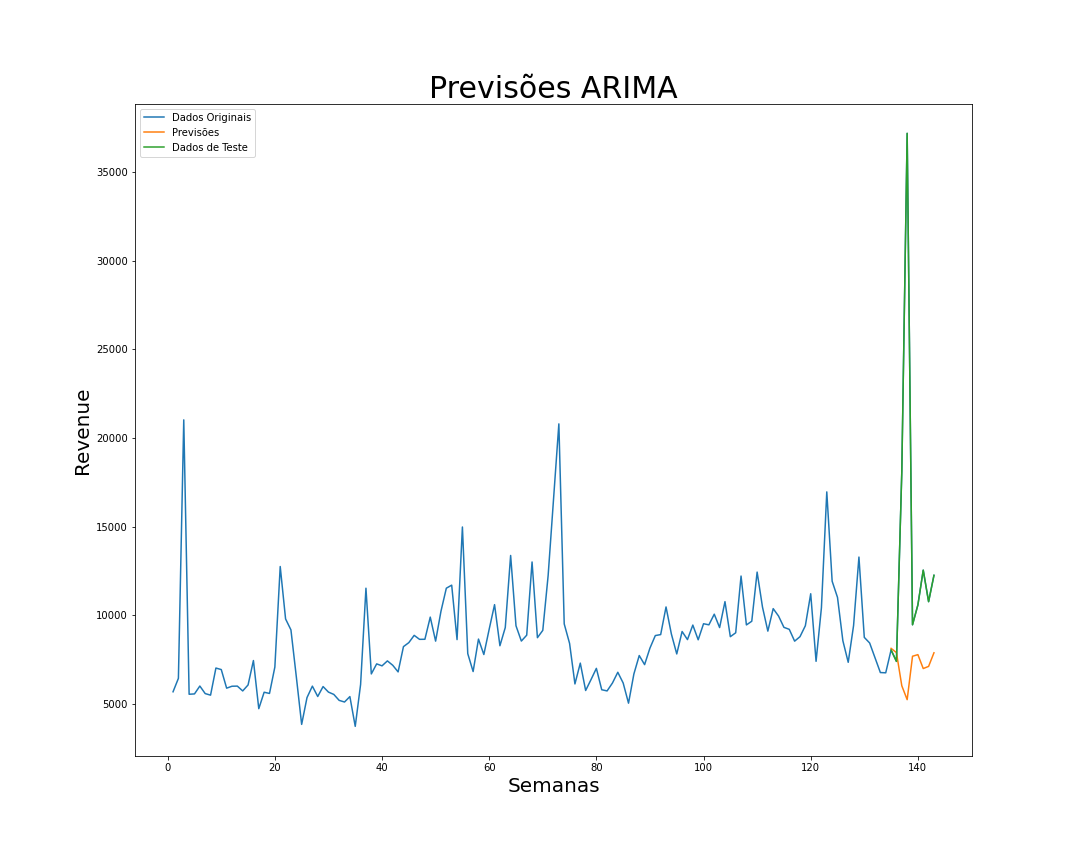 Previsões ARIMA
Dados Originais
Previsões
Dados de Teste
35000
30000
25000
20000
15000
10000
5000
Revenue
0 20 40 60 80 100 120 140
Semanas